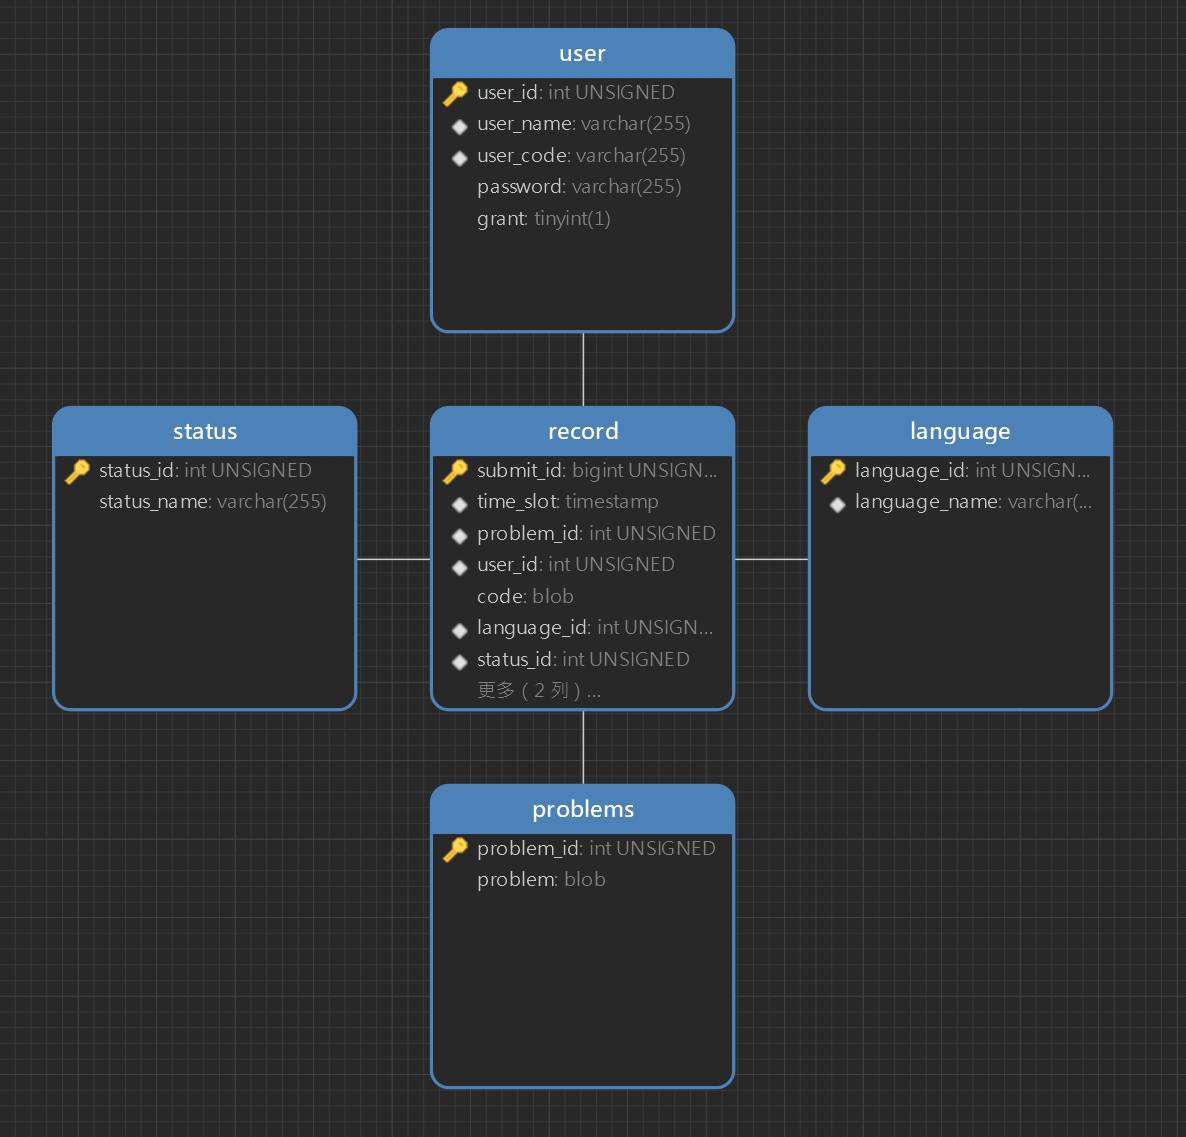 user
user_id: int UNSIGNED
user_name: varchar(255)
user_code: varchar(255)
password: varchar(255)
grant: tinyint(1)
status
status_id: int UNSIGNED
status_name: varchar(255)
record
submit_id: bigint UNSIGN...
time_slot: timestamp
problem_id: int UNSIGNED
user_id: int UNSIGNED
code: blob
language_id: int UNSIGN...
status_id: int UNSIGNED
更多 ( 2 列 ) ...
language
language_id: int UNSIGN...
language_name: varchar(...
problems
problem_id: int UNSIGNED
problem: blob